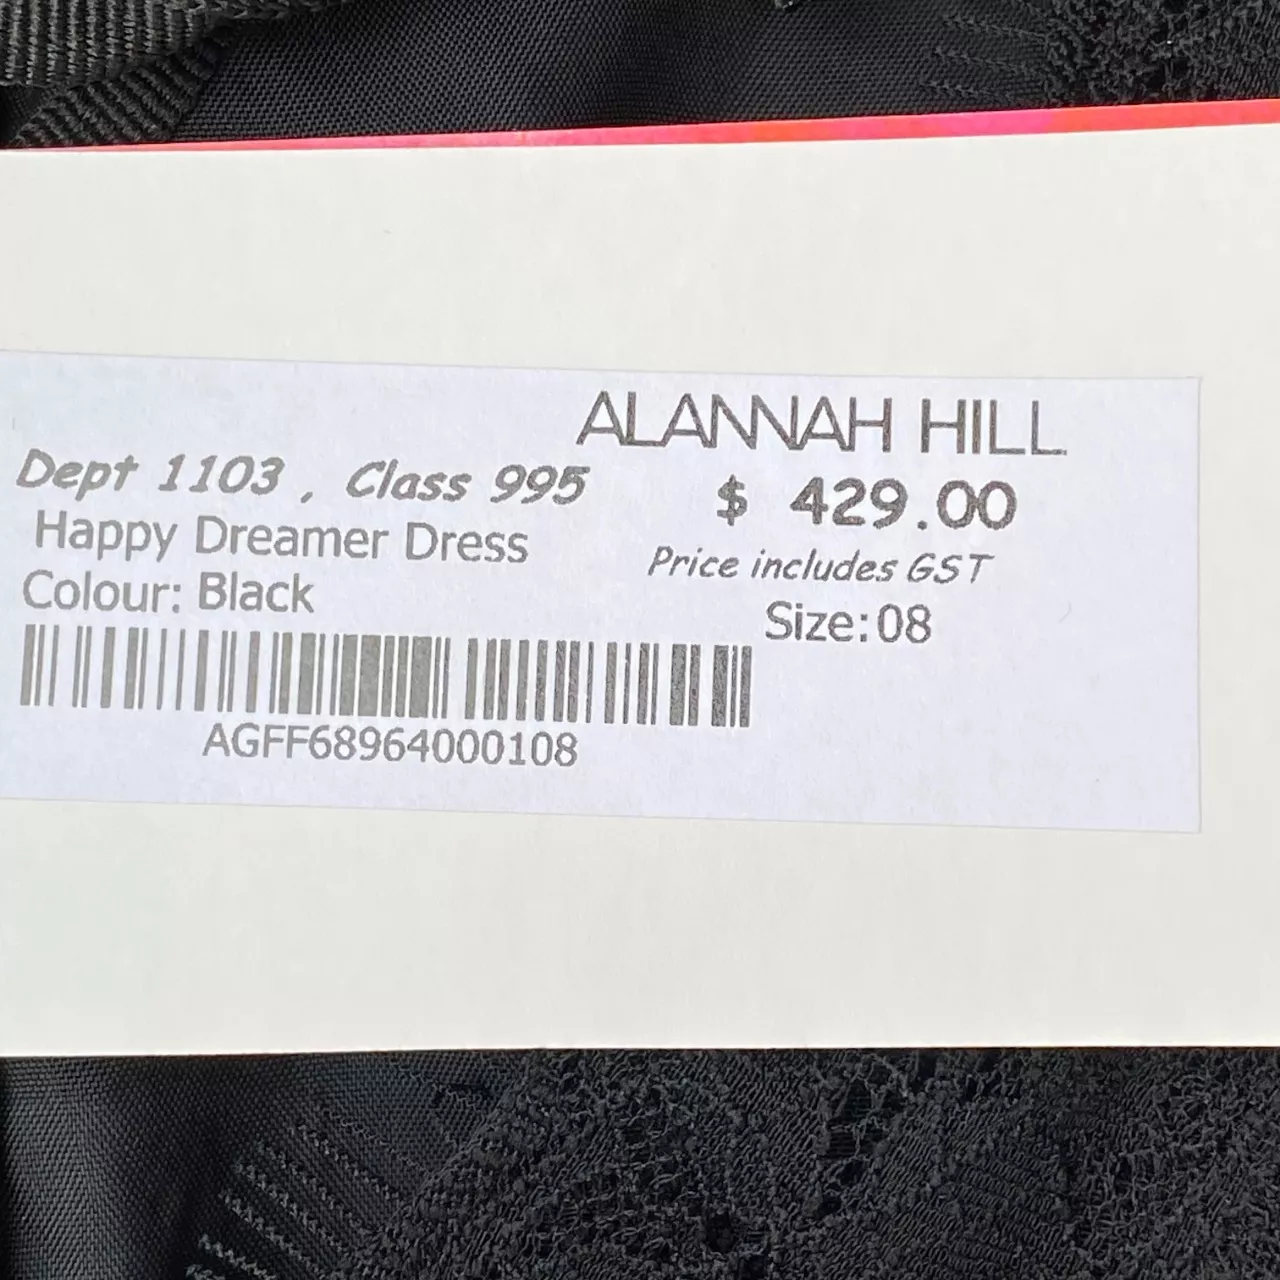 ALANNAH HILL
Dept 1103 , Class 995
$ 429.00
Happy Dreamer Dress
Price includes GST
Colour: Black
Size:08
AGFF68964000108